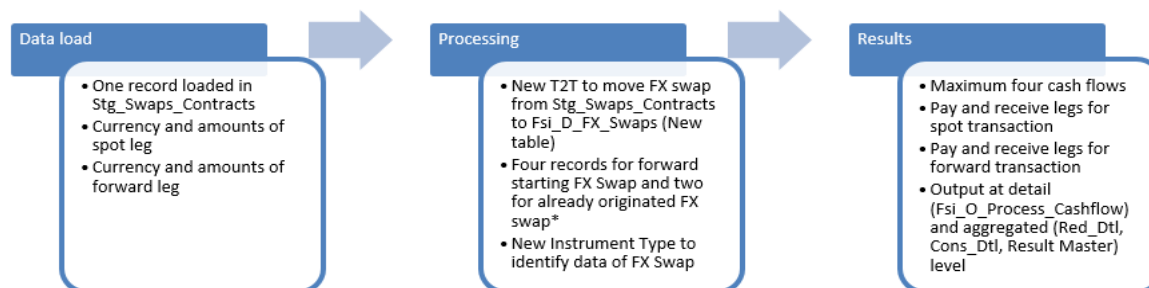 Data load
• One record loaded in
Stg_Swaps_Contracts
• Currency and amounts of
spot leg
• Currency and amounts of
forward leg
Processing
• New T2T to move FX swap
from Stg_Swaps_Contracts
to Fsi_D_FX_Swaps (New
table)
• Four records for forward
starting FX Swap and two
for already originated FX
swap*
• New Instrument Type to
identify data of FX Swap
Results
• Maximum four cash flows
• Pay and receive legs for
spot transaction
• Pay and receive legs for
forward transaction
• Output at detail
(Fsi_O_Process_Cashflow)
and aggregated (Red_Dtl,
Cons_Dtl, Result Master)
level